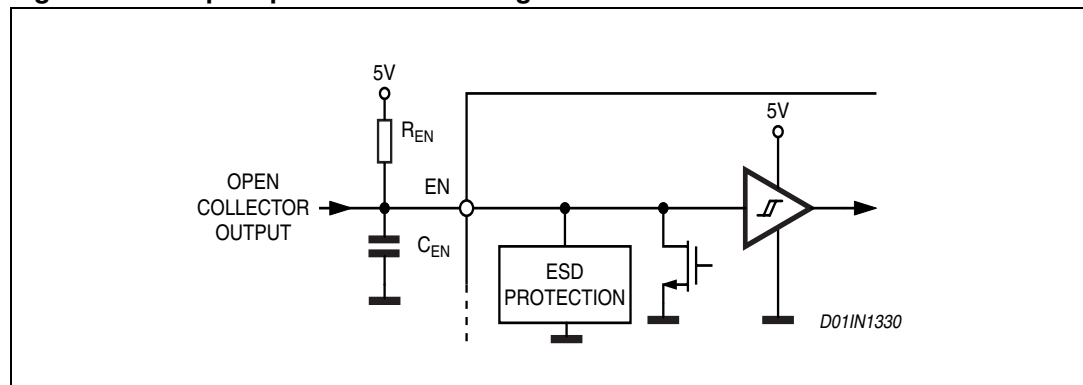 5V
R_EN
OPEN
COLLECTOR
OUTPUT
EN
C_EN
ESD
PROTECTION
5V
D01IN1330